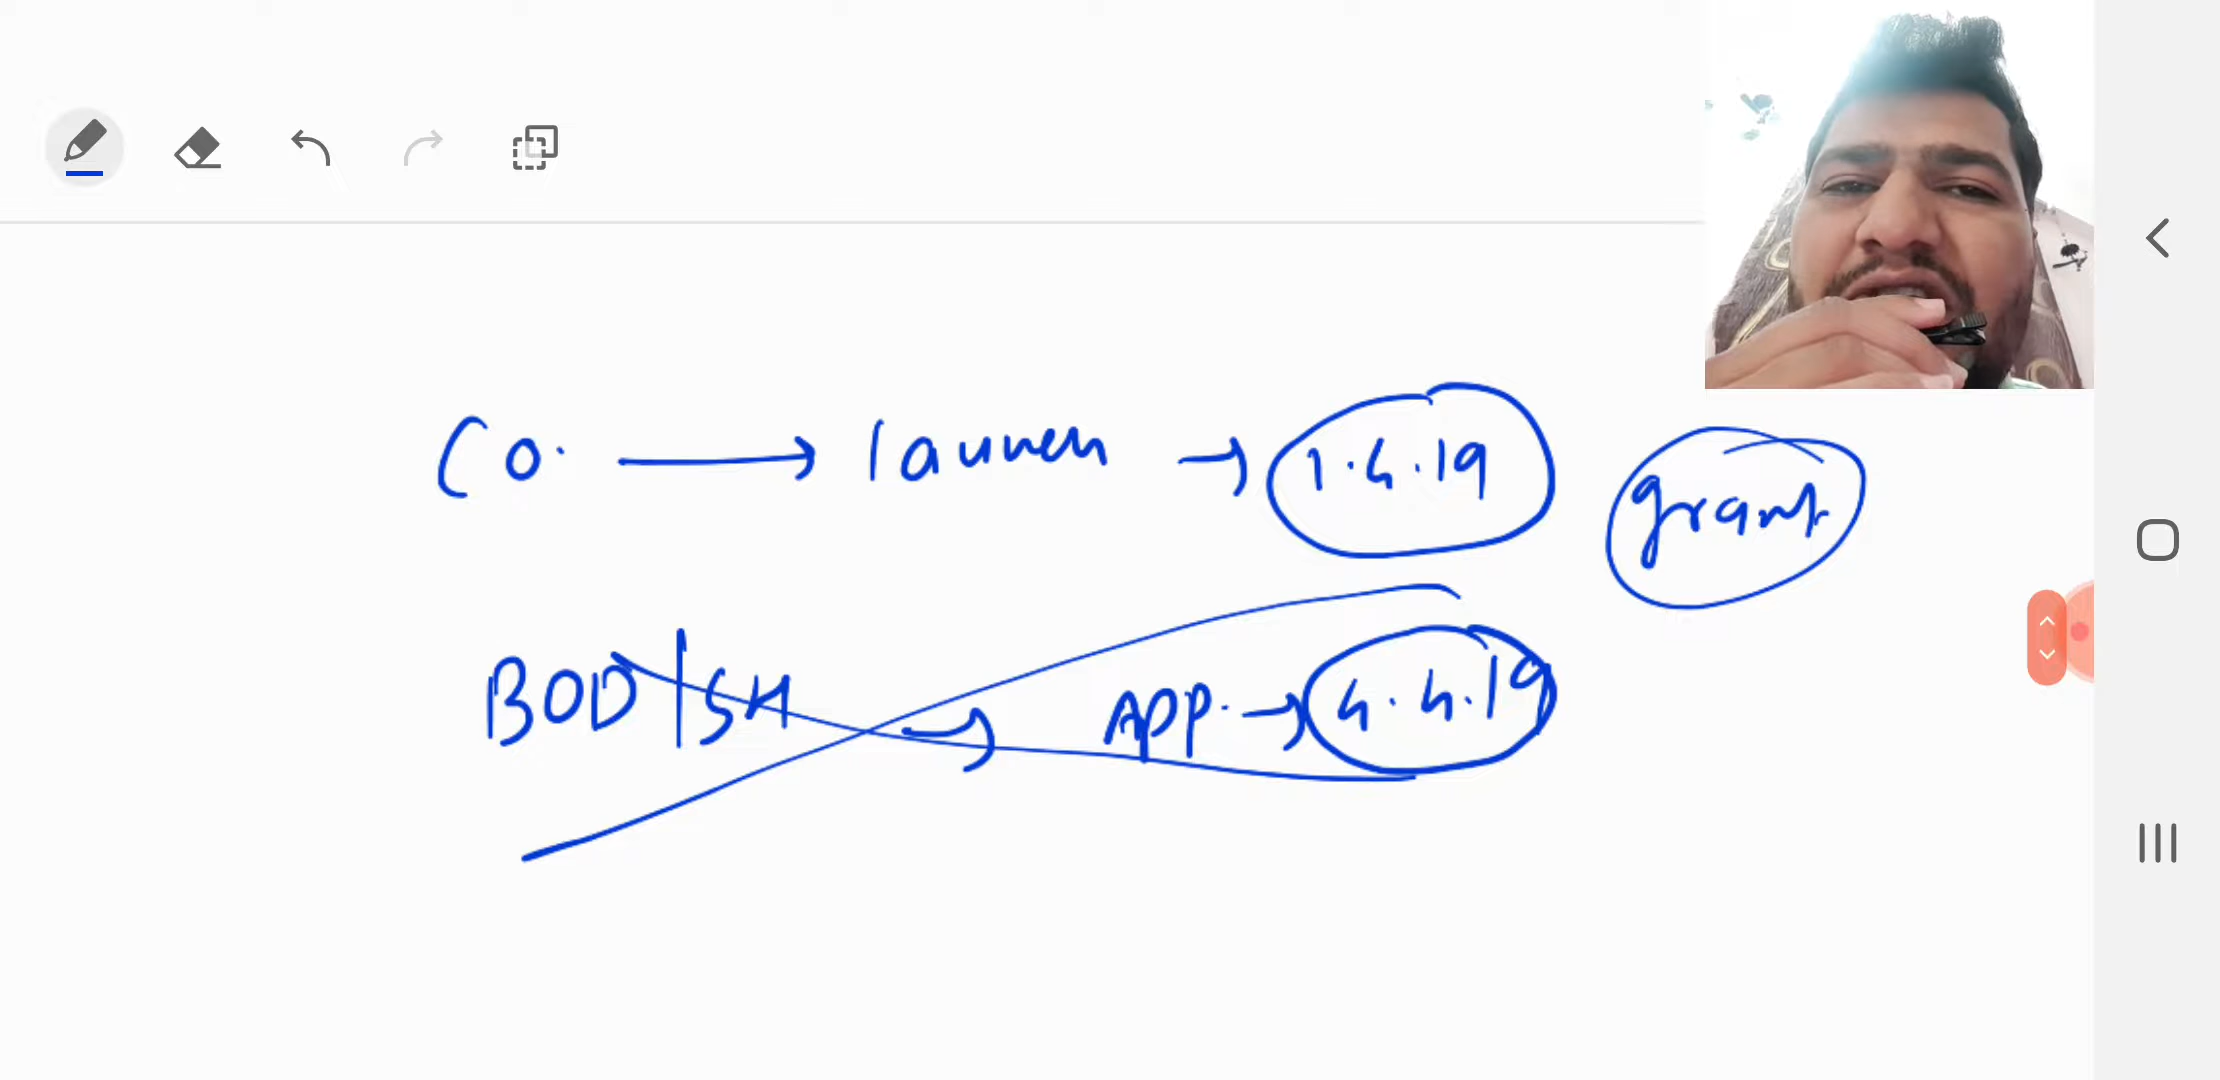 Co. → launch → 1.4.19
grant
BOD | SH → App. → 4.4.19